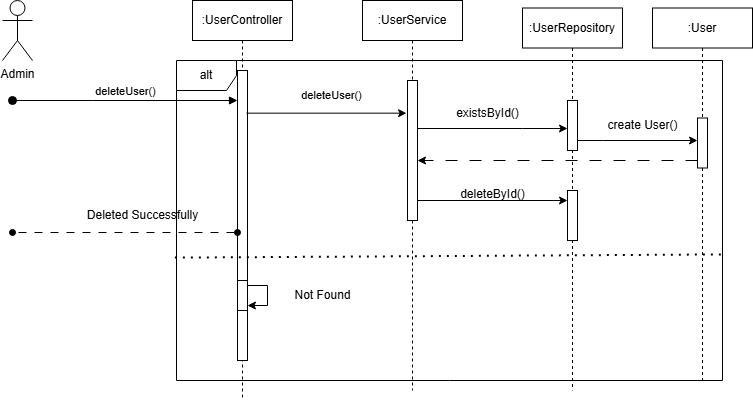 :UserController
:UserService
:UserRepository
:User
Admin
alt
deleteUser()
deleteUser()
existsById()
create User()
deleteById()
Deleted Successfully
Not Found